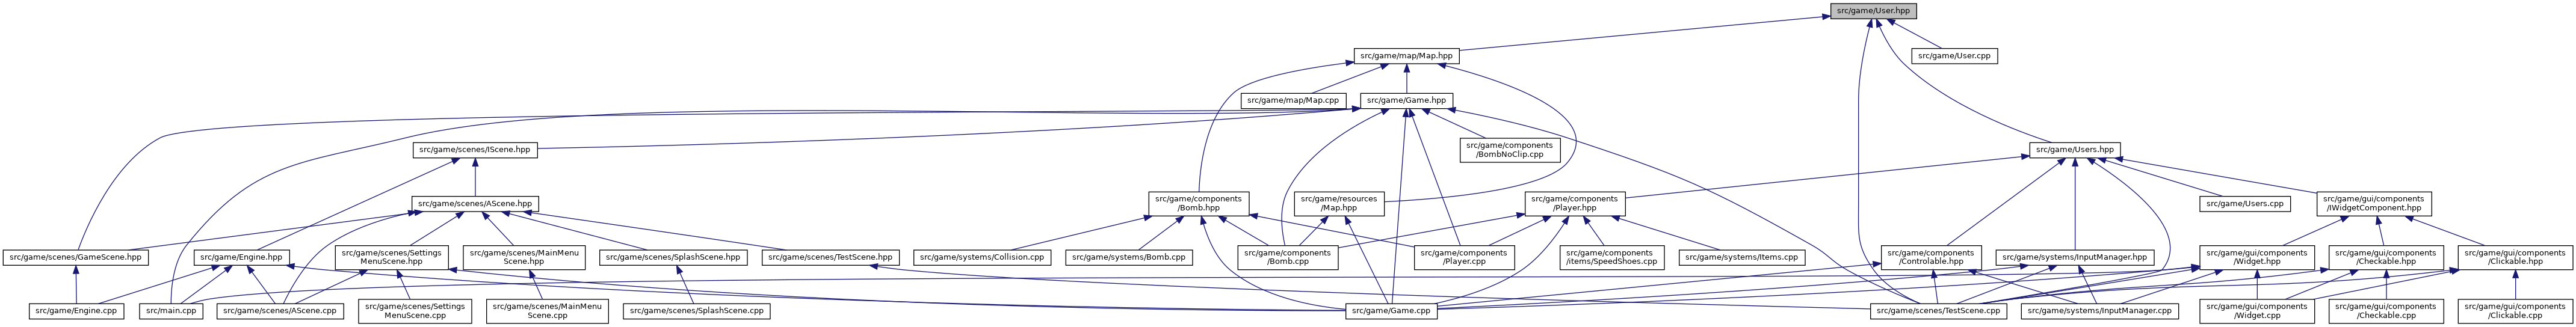 src/game/User.hpp
src/game/map/Map.hpp
src/game/User.cpp
src/game/map/Map.cpp
src/game/Game.hpp
src/game/scenes/IScene.hpp
src/game/components
/BombNoClip.cpp
src/game/Users.hpp
src/game/scenes/AScene.hpp
src/game/components
/Bomb.hpp
src/game/resources
/Map.hpp
src/game/components
/Player.hpp
src/game/Users.cpp
src/game/gui/components
/IWidgetComponent.hpp
src/game/scenes/GameScene.hpp
src/game/Engine.hpp
src/game/scenes/Settings
MenuScene.hpp
src/game/scenes/MainMenu
Scene.hpp
src/game/scenes/SplashScene.hpp
src/game/scenes/TestScene.hpp
src/game/systems/Collision.cpp
src/game/systems/Bomb.cpp
src/game/components
/Bomb.cpp
src/game/components
/Player.cpp
src/game/components
/items/SpeedShoes.cpp
src/game/systems/Items.cpp
src/game/components
/Controlable.hpp
src/game/systems/InputManager.hpp
src/game/gui/components
/Widget.hpp
src/game/gui/components
/Checkable.hpp
src/game/gui/components
/Clickable.hpp
src/game/Engine.cpp
src/main.cpp
src/game/scenes/AScene.cpp
src/game/scenes/Settings
MenuScene.cpp
src/game/scenes/MainMenu
Scene.cpp
src/game/scenes/SplashScene.cpp
src/game/Game.cpp
src/game/scenes/TestScene.cpp
src/game/systems/InputManager.cpp
src/game/gui/components
/Widget.cpp
src/game/gui/components
/Checkable.cpp
src/game/gui/components
/Clickable.cpp